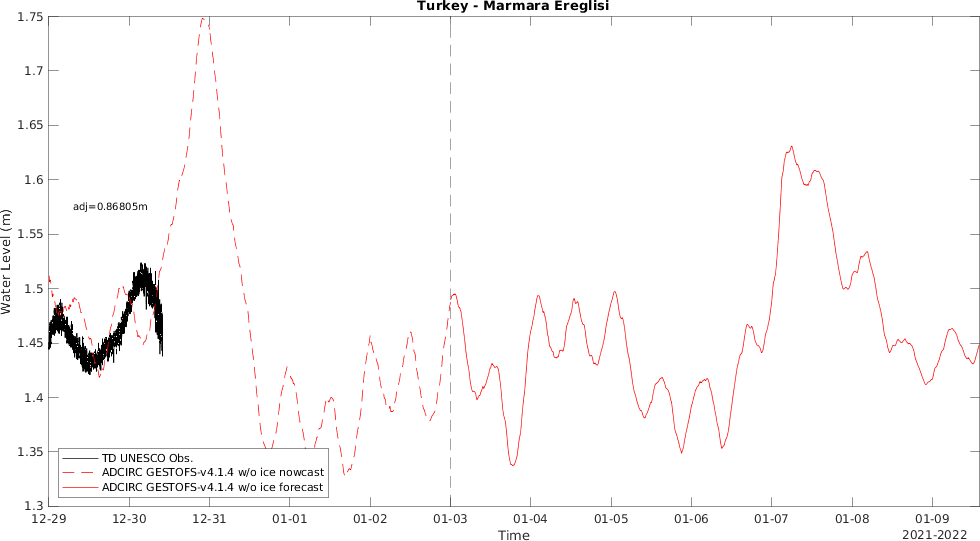 Turkey - Marmara Ereglisi
1.75
1.7
1.65
1.6
1.55
1.5
1.45
1.4
1.35
1.3
Water Level (m)
adj=0.86805m
TD UNESCO Obs.
ADCIRC GESTOFS-v4.1.4 w/o ice nowcast
ADCIRC GESTOFS-v4.1.4 w/o ice forecast
12-29 12-30 12-31 01-01 01-02 01-03 01-04 01-05 01-06 01-07 01-08 01-09
Time
2021-2022